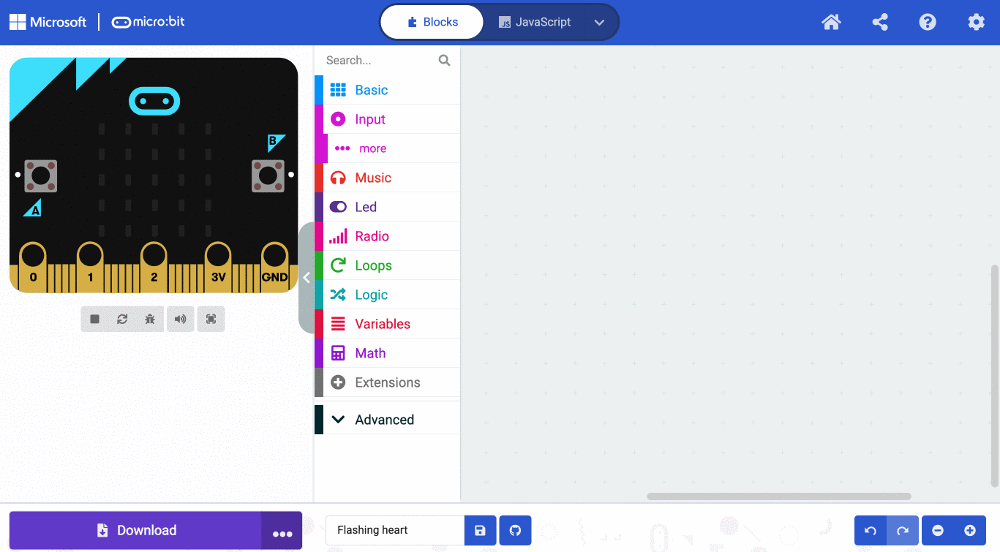 Microsoft
micro:bit
Blocks
JavaScript
Search...
Basic
Input
more
Music
Led
Radio
Loops
Logic
Variables
Math
Extensions
Advanced
B
A
0 1 2 3V GND
Download
Flashing heart